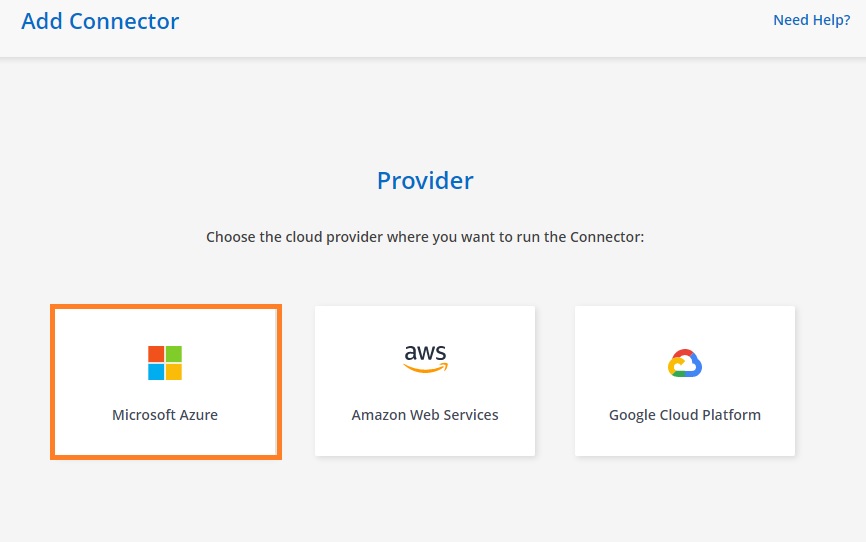 Add Connector
Need Help?
Provider
Choose the cloud provider where you want to run the Connector:
aws
Microsoft Azure
Amazon Web Services
Google Cloud Platform